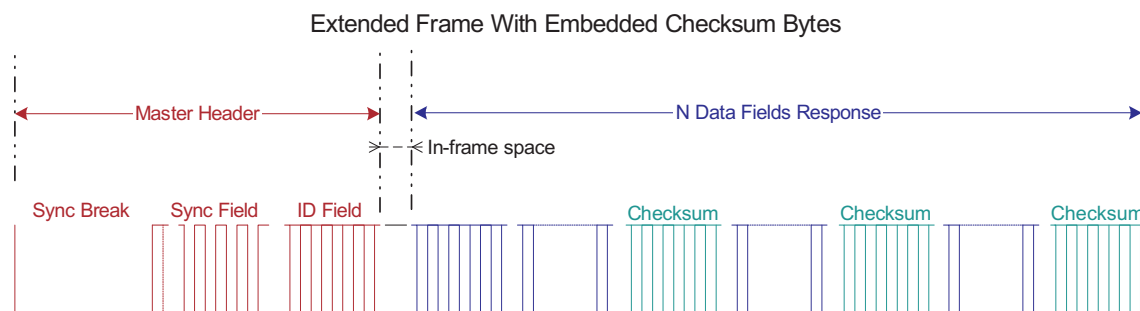 Extended Frame With Embedded Checksum Bytes
Master Header
N Data Fields Response
In-frame space
Sync Break
Sync Field
ID Field
Checksum
Checksum
Checksum